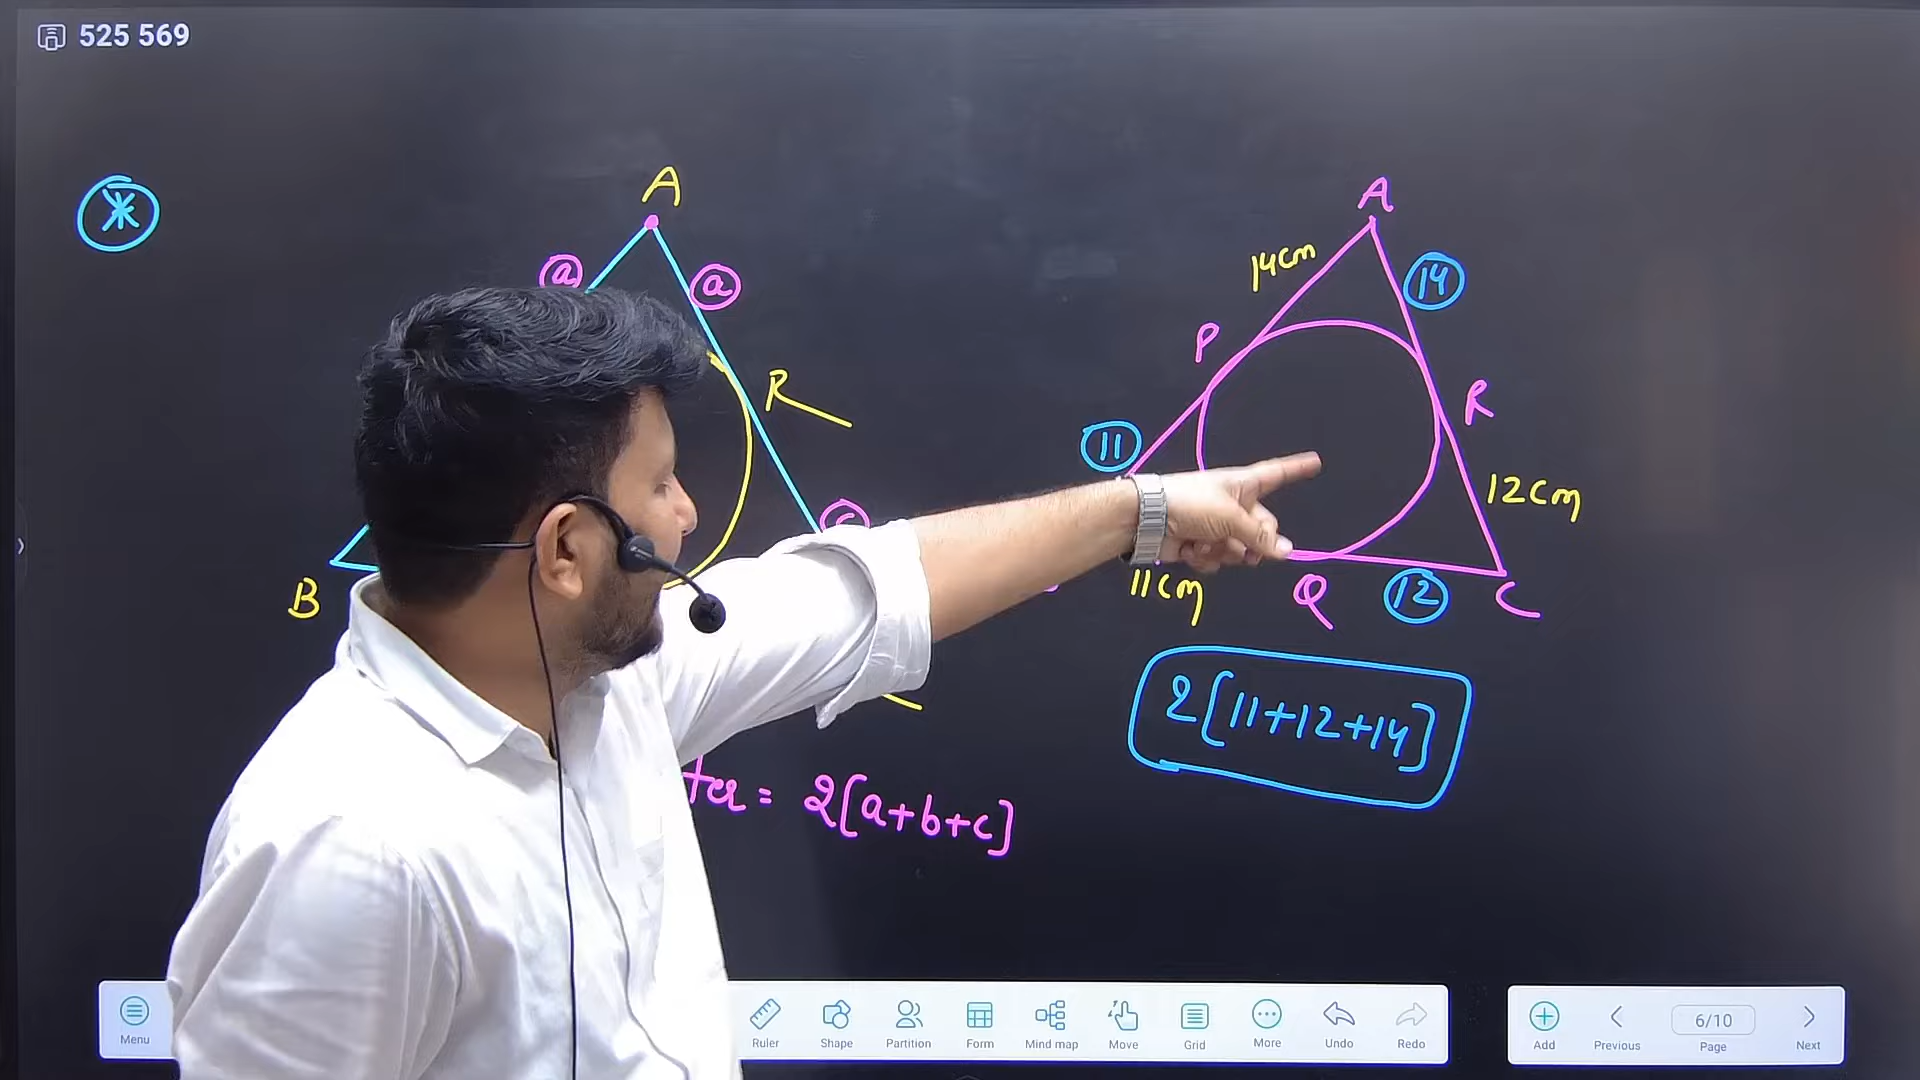 525 569
A
a
a
R
B
c
ter = 2[a+b+c]
A
14cm
14
P
R
11
12cm
11cm
Q
12
C
2[11+12+14]
Menu
Ruler
Shape
Partition
Form
Mind map
Move
Grid
More
Undo
Redo
Add
Previous
6/10
Page
Next